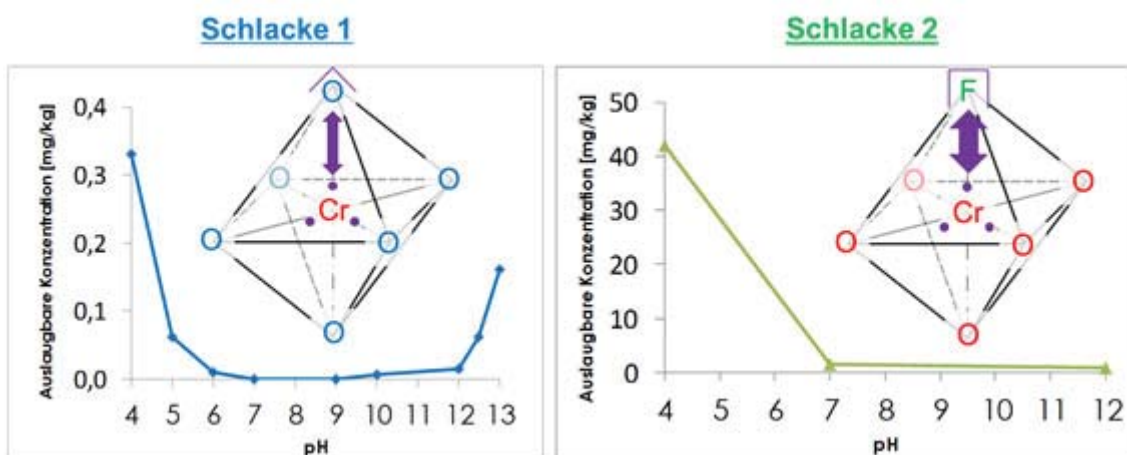 Schlacke 1
Auslaugbare Konzentration [mg/kg]
0,4
0,3
0,2
0,1
0,0
4 5 6 7 8 9 10 11 12 13
pH
O
O O
Cr
O O
O
Schlacke 2
Auslaugbare Konzentration [mg/kg]
50
40
30
20
10
0
4 5 6 7 8 9 10 11 12
pH
F
O O
Cr
O O
O